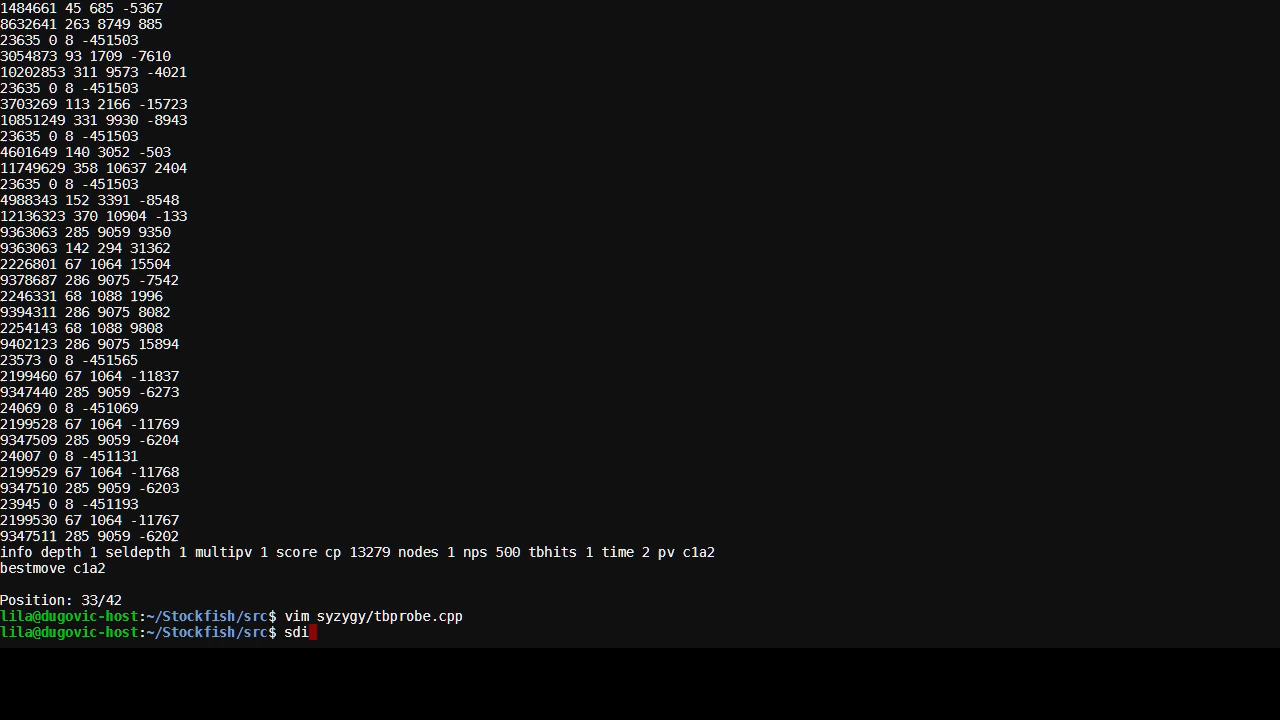 1484661 45 685 -5367
8632641 263 8749 885
23635 0 8 -451503
3054873 93 1709 -7610
10202853 311 9573 -4021
23635 0 8 -451503
3703269 113 2166 -15723
10851249 331 9930 -8943
23635 0 8 -451503
4601649 140 3052 -503
11749629 358 10637 2404
23635 0 8 -451503
4988343 152 3391 -8548
12136323 370 10904 -133
9363063 285 9059 9350
9363063 142 294 31362
2226801 67 1064 15504
9378687 286 9075 -7542
2246331 68 1088 1996
9394311 286 9075 8082
2254143 68 1088 9808
9402123 286 9075 15894
23573 0 8 -451565
2199460 67 1064 -11837
9347440 285 9059 -6273
24069 0 8 -451069
2199528 67 1064 -11769
9347509 285 9059 -6204
24007 0 8 -451131
2199529 67 1064 -11768
9347510 285 9059 -6203
23945 0 8 -451193
2199530 67 1064 -11767
9347511 285 9059 -6202
info depth 1 seldepth 1 multipv 1 score cp 13279 nodes 1 nps 500 tbhits 1 time 2 pv c1a2
bestmove c1a2
Position: 33/42
lila@dugovic-host:~/Stockfish/src$ vim syzygy/tbprobe.cpp
lila@dugovic-host:~/Stockfish/src$ sdi